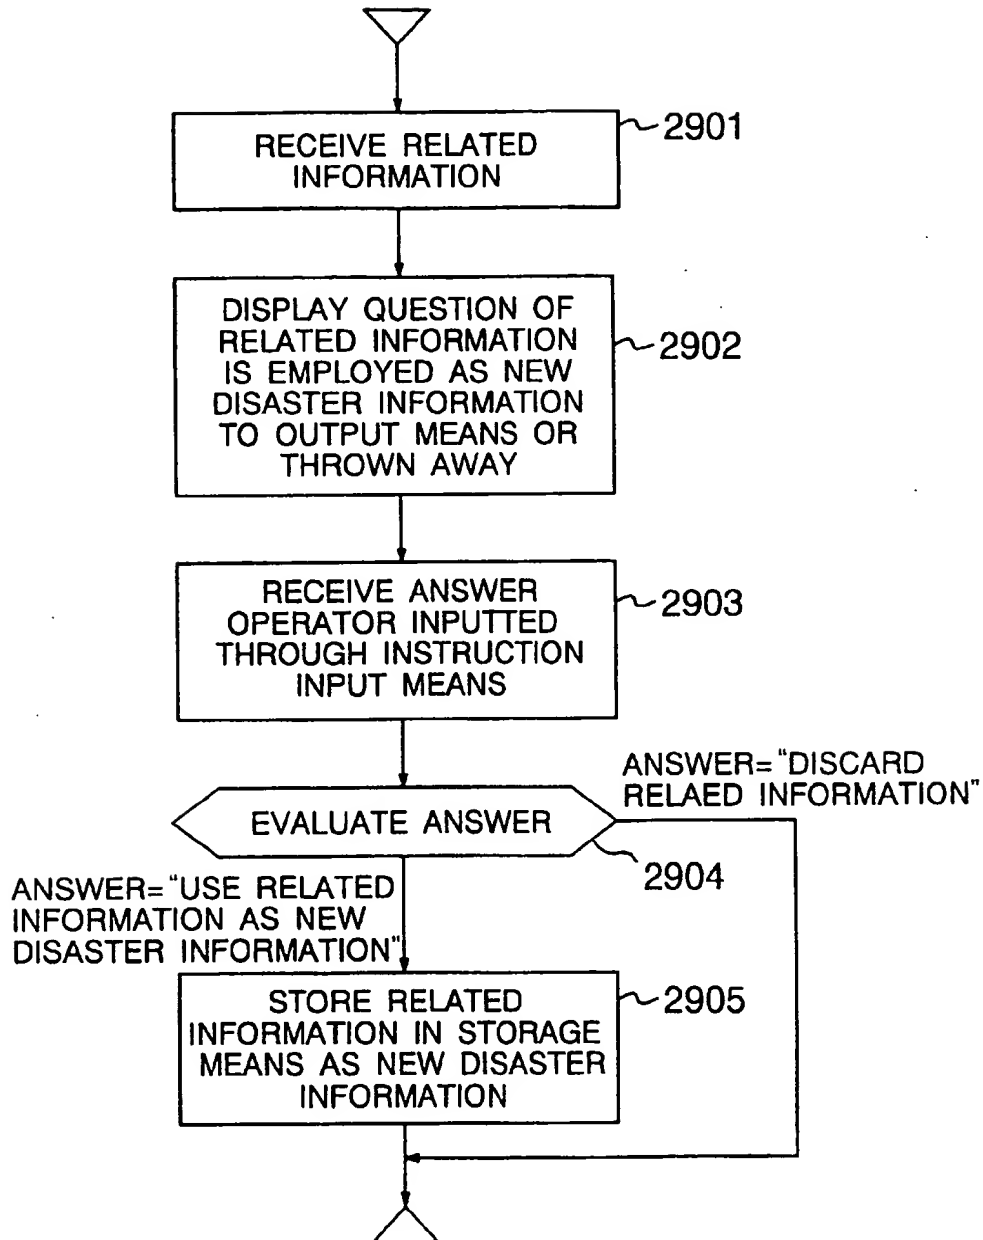 RECEIVE RELATED
INFORMATION
2901
DISPLAY QUESTION OF
RELATED INFORMATION
IS EMPLOYED AS NEW
DISASTER INFORMATION
TO OUTPUT MEANS OR
THROWN AWAY
2902
RECEIVE ANSWER
OPERATOR INPUTTED
THROUGH INSTRUCTION
INPUT MEANS
2903
ANSWER="DISCARD
RELAED INFORMATION"
EVALUATE ANSWER
2904
ANSWER="USE RELATED
INFORMATION AS NEW
DISASTER INFORMATION"
STORE RELATED
INFORMATION IN STORAGE
MEANS AS NEW DISASTER
INFORMATION
2905